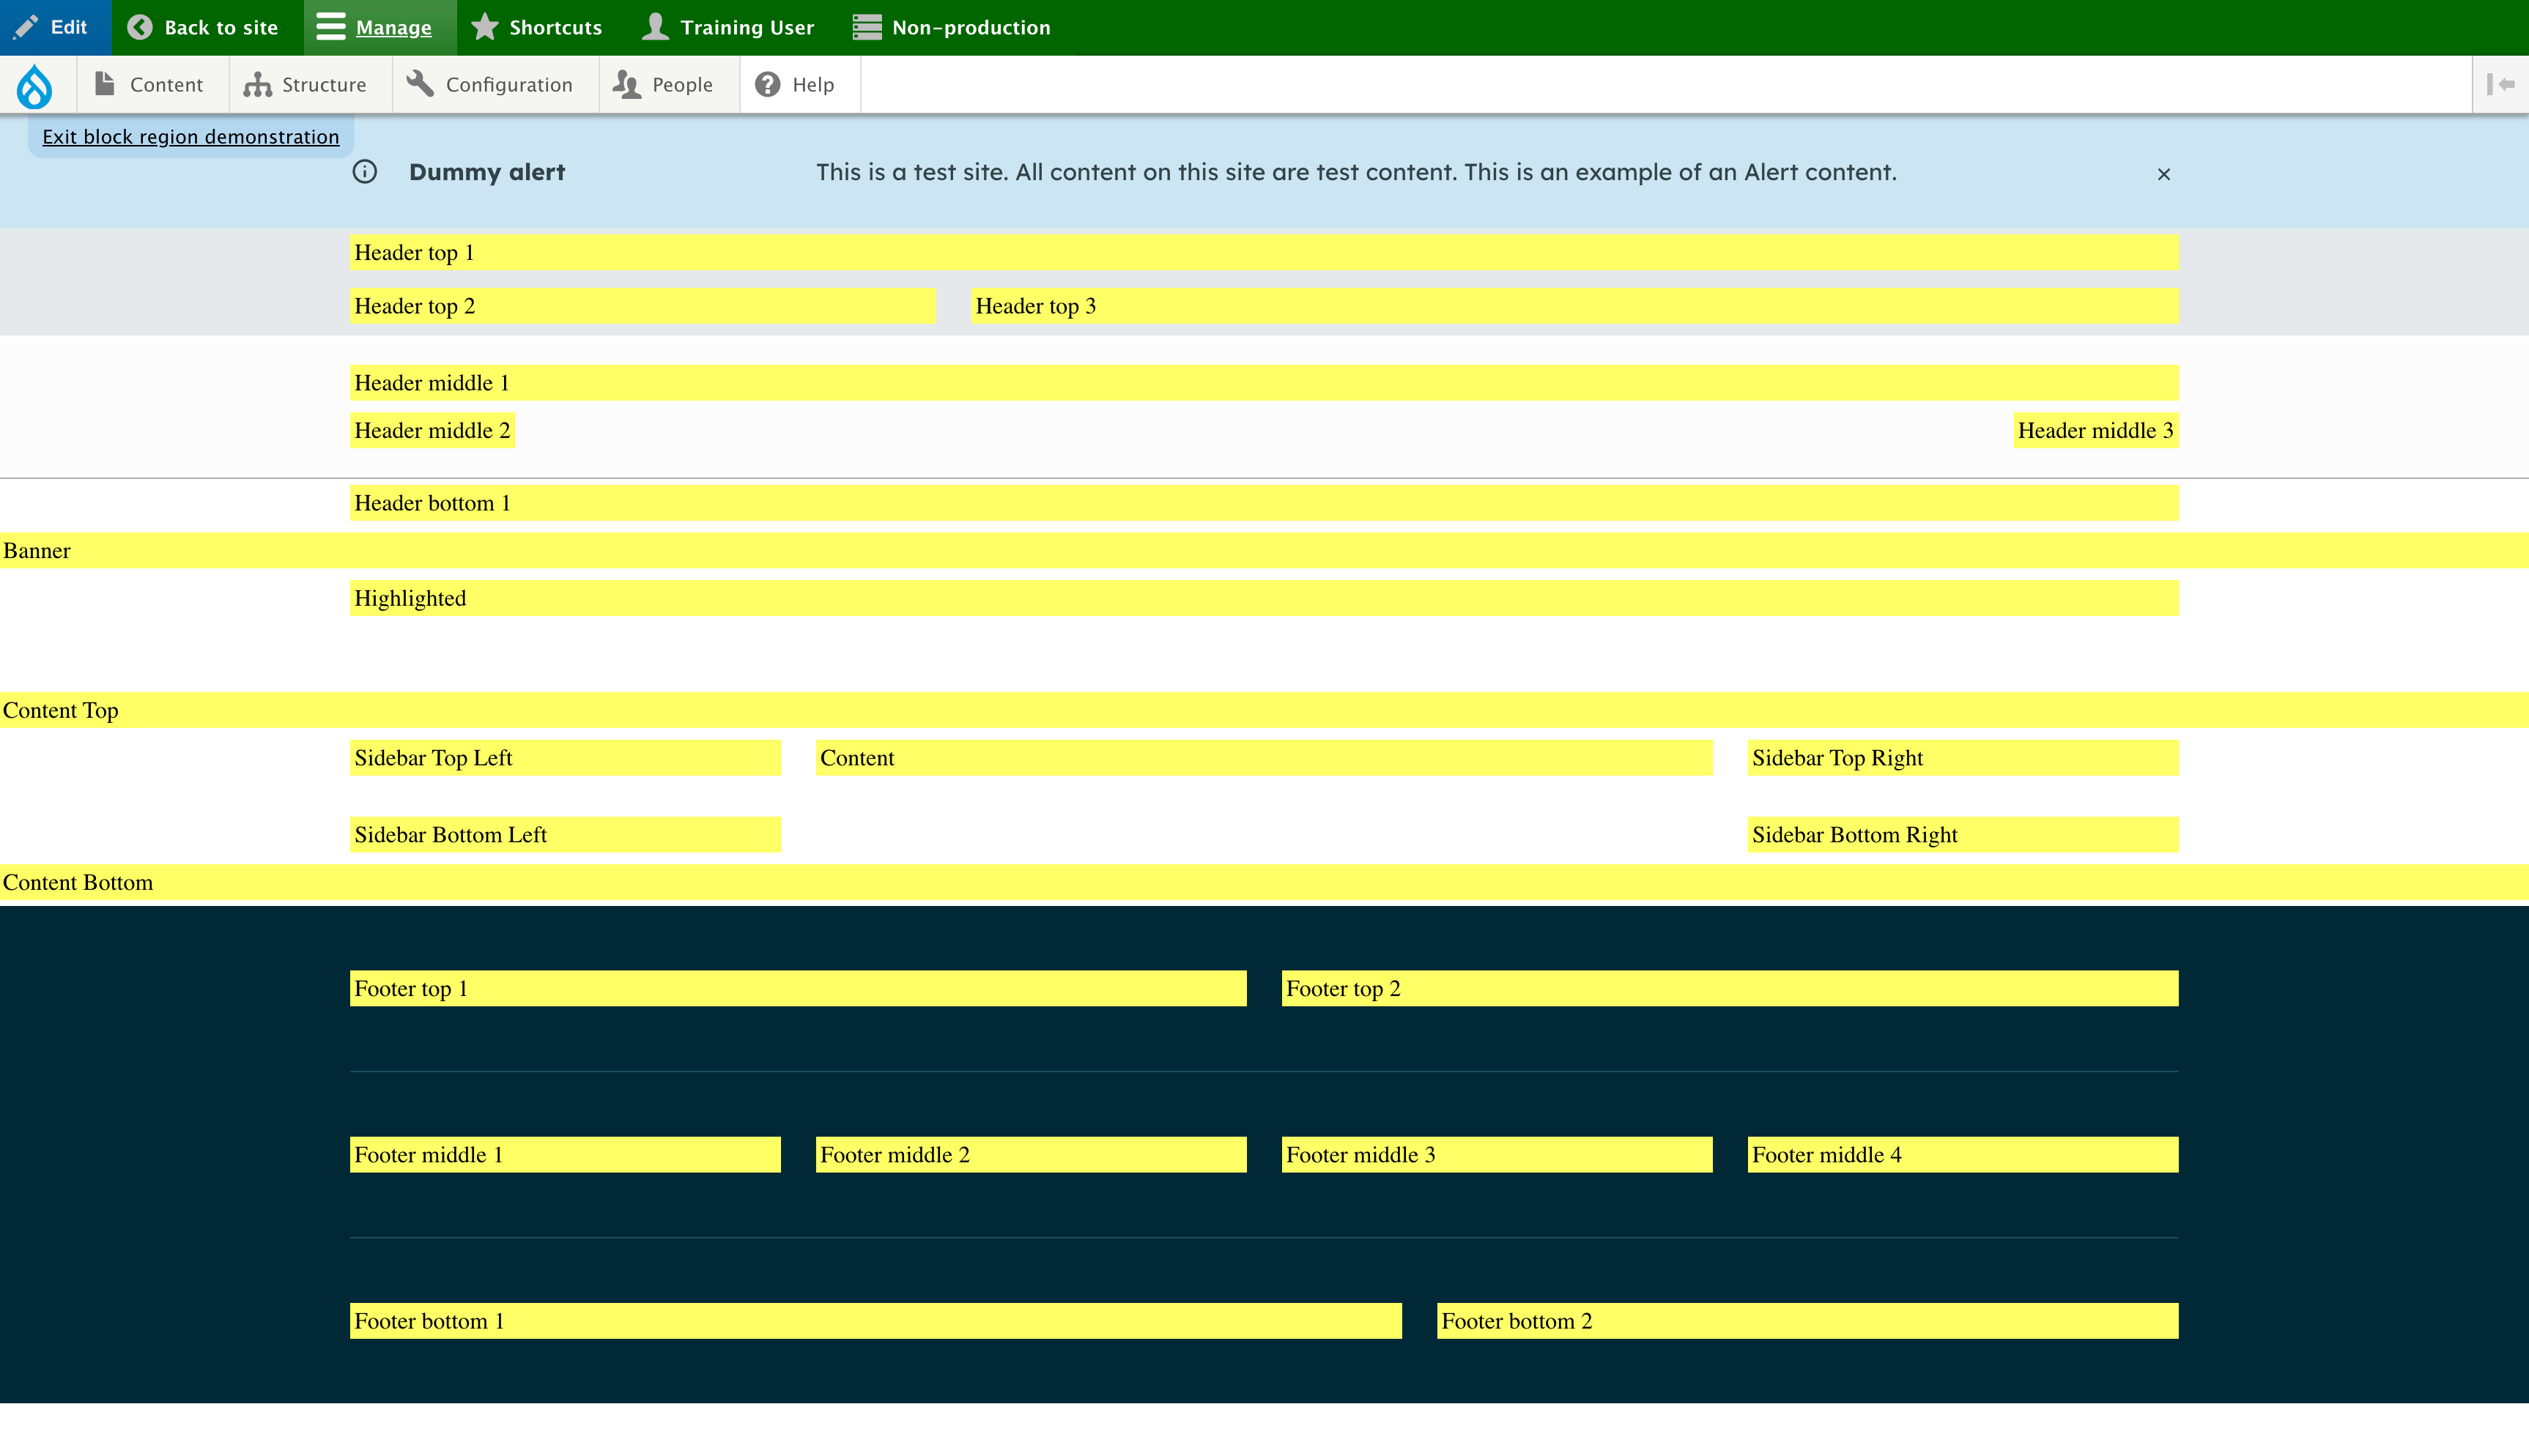 Edit Back to site Manage Shortcuts Training User Non-production
Content Structure Configuration People Help
Exit block region demonstration
Dummy alert This is a test site. All content on this site are test content. This is an example of an Alert content.
Header top 1
Header top 2 Header top 3
Header middle 1
Header middle 2 Header middle 3
Header bottom 1
Banner
Highlighted
Content Top
Sidebar Top Left Content Sidebar Top Right
Sidebar Bottom Left Sidebar Bottom Right
Content Bottom
Footer top 1 Footer top 2
Footer middle 1 Footer middle 2 Footer middle 3 Footer middle 4
Footer bottom 1 Footer bottom 2